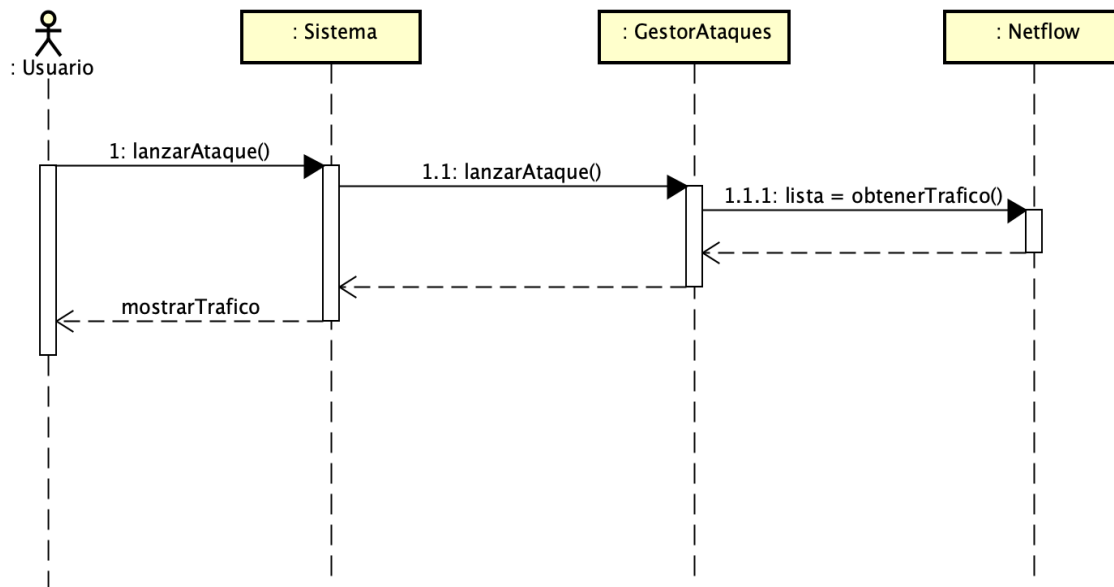 : Sistema
: GestorAtaques
: Netflow
: Usuario
1: lanzarAtaque()
1.1: lanzarAtaque()
1.1.1: lista = obtenerTrafico()
mostrarTrafico